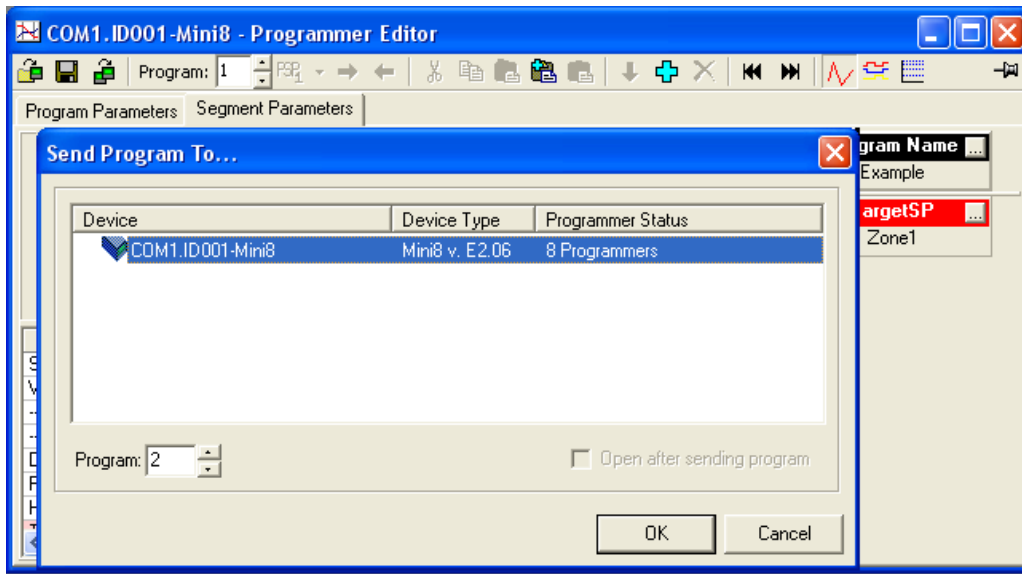 COM1.ID001-Mini8 - Programmer Editor
Program: 1 PSP1
Program Parameters Segment Parameters
Send Program To...
gram Name ...
Example
argetSP ...
Zone1
Device Device Type Programmer Status
COM1.ID001-Mini8 Mini8 v. E2.06 8 Programmers
S
V
--
--
D
P
H
Program: 2 Open after sending program
OK Cancel